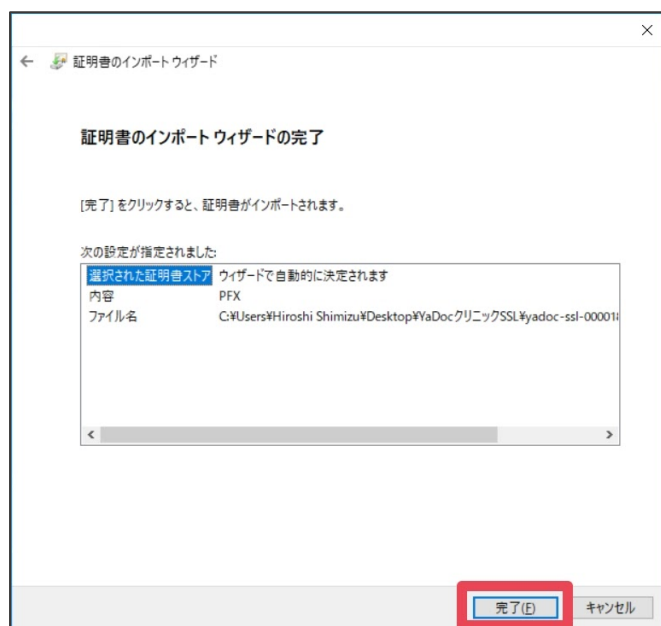 証明書のインポート ウィザード
証明書のインポート ウィザードの完了
[完了] をクリックすると、証明書がインポートされます。
次の設定が指定されました:
選択された証明書ストア ウィザードで自動的に決定されます
内容 PFX
ファイル名 C:¥Users¥Hiroshi Shimizu¥Desktop¥YaDocクリニックSSL¥yadoc-ssl-000018
完了(F) キャンセル